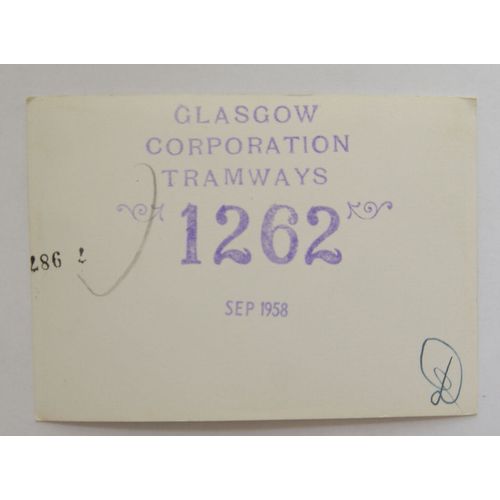 GLASGOW
CORPORATION
TRAMWAYS
1262
SEP 1958